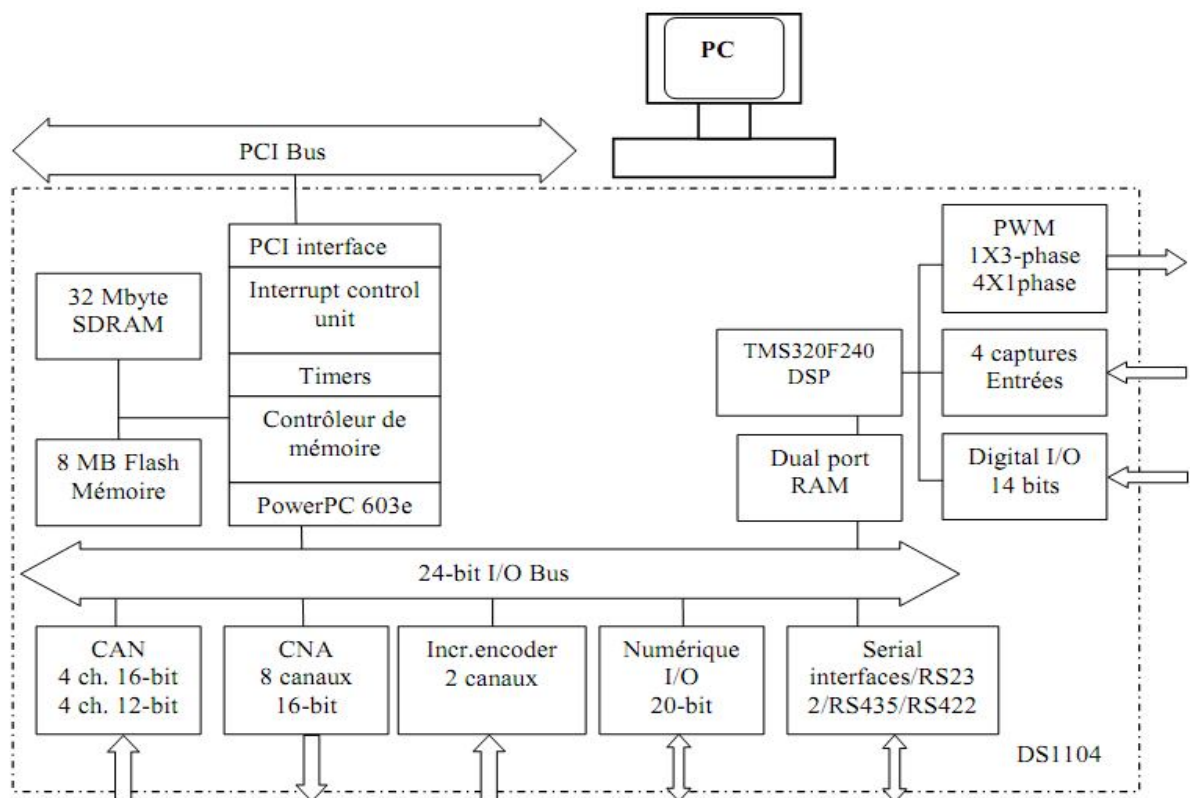 PC
PCI Bus
PCI interface
Interrupt control
unit
Timers
Contrôleur de
mémoire
PowerPC 603e
32 Mbyte
SDRAM
8 MB Flash
Mémoire
PWM
1X3-phase
4X1phase
TMS320F240
DSP
4 captures
Entrées
Dual port
RAM
Digital I/O
14 bits
24-bit I/O Bus
CAN
4 ch. 16-bit
4 ch. 12-bit
CNA
8 canaux
16-bit
Incr.encoder
2 canaux
Numérique
I/O
20-bit
Serial
interfaces/RS23
2/RS435/RS422
DS1104